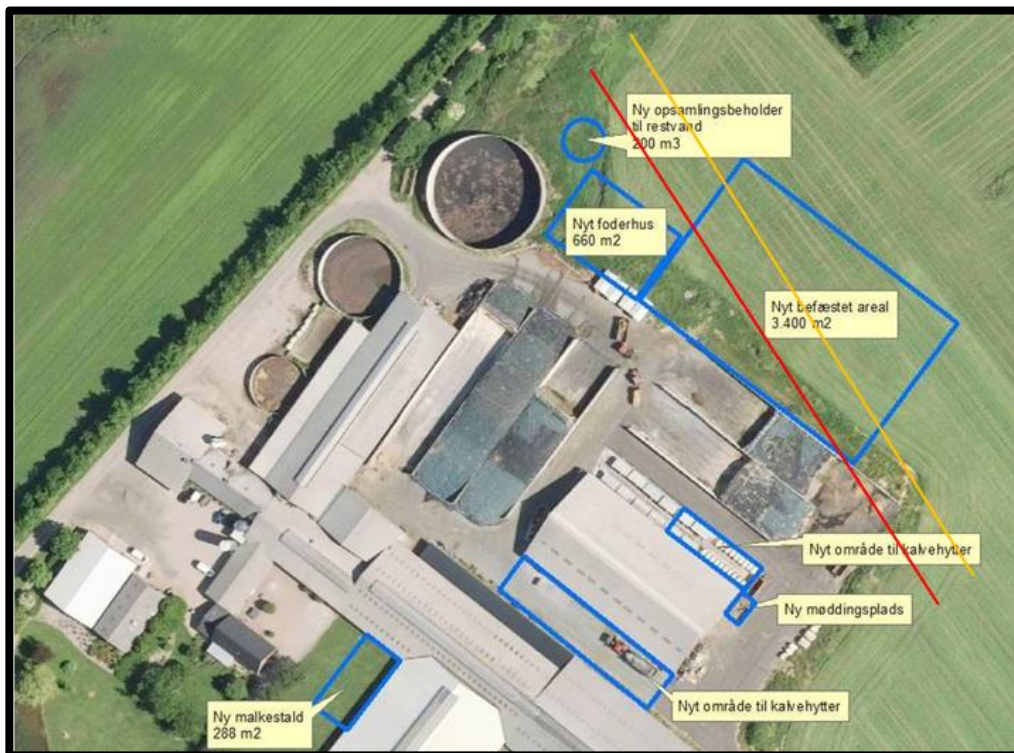 Ny opsamlingsbeholder
til restvand
200 m3
Nyt foderhus
660 m2
Nyt befæstet areal
3.400 m2
Nyt område til kalvehytter
Ny møddingsplads
Nyt område til kalvehytter
Ny malkestald
288 m2